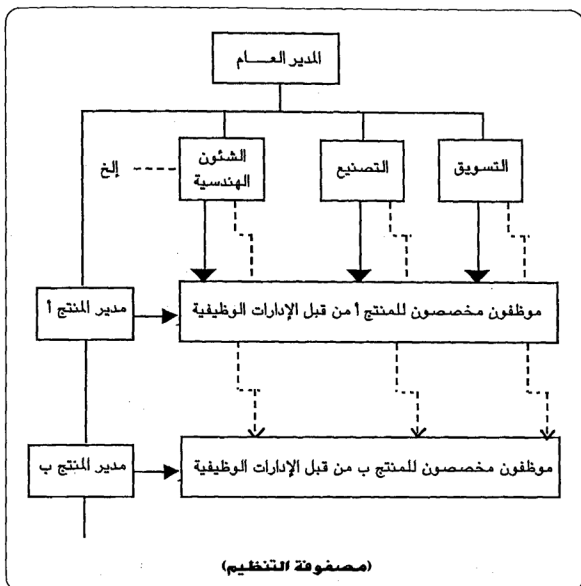 المدير العـــام
التسويق
التصنيع
الشئون
الهندسية
إلخ
موظفون مخصصون للمنتج أ من قبل الإدارات الوظيفية
مدير المنتج أ
موظفون مخصصون للمنتج ب من قبل الإدارات الوظيفية
مدير المنتج ب
(مصفوفة التنظيم)